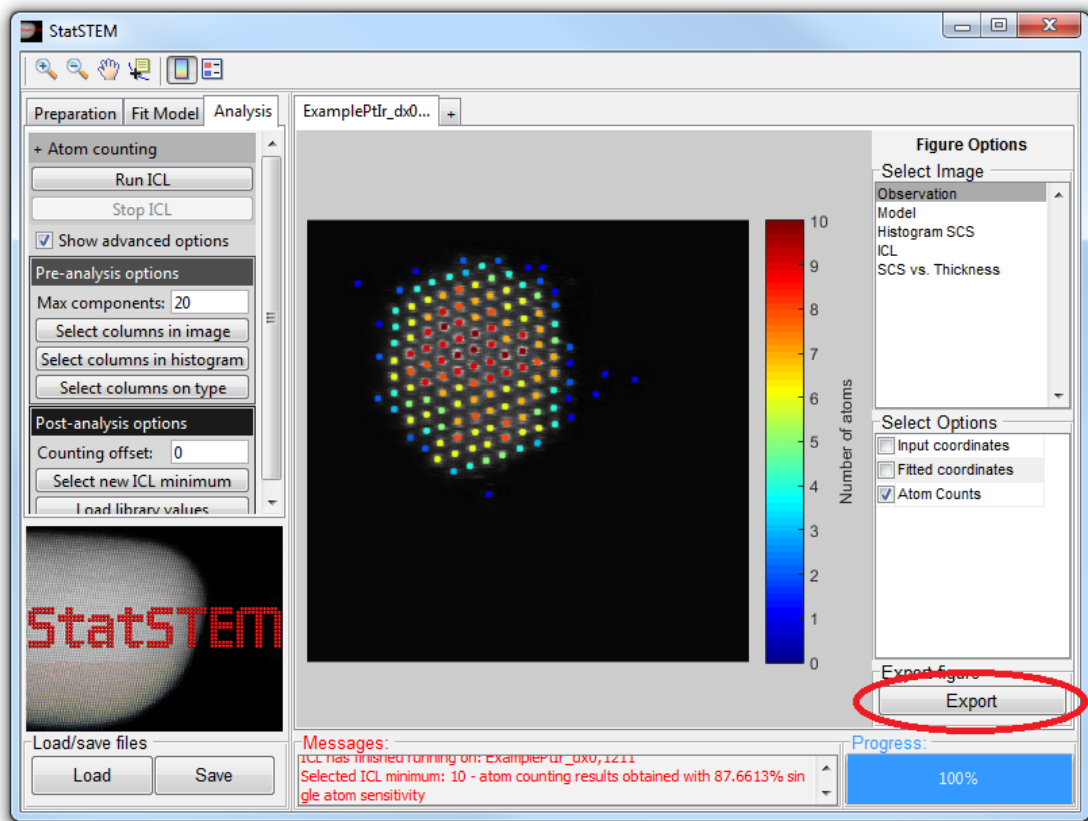 StatSTEM
Preparation
Fit Model
Analysis
+ Atom counting
Run ICL
Stop ICL
Show advanced options
Pre-analysis options
Max components: 20
Select columns in image
Select columns in histogram
Select columns on type
Post-analysis options
Counting offset: 0
Select new ICL minimum
Load library values
StatSTEM
Load/save files
Load
Save
ExamplePtIr_dx0...
+
10
9
8
7
6
5
4
3
2
1
0
Number of atoms
Messages:
ICL has finished running on: ExamplePtIr_dx0,1211
Selected ICL minimum: 10 - atom counting results obtained with 87.6613% sin
gle atom sensitivity
Figure Options
Select Image
Observation
Model
Histogram SCS
ICL
SCS vs. Thickness
Select Options
Input coordinates
Fitted coordinates
Atom Counts
Export figure
Export
Progress:
100%